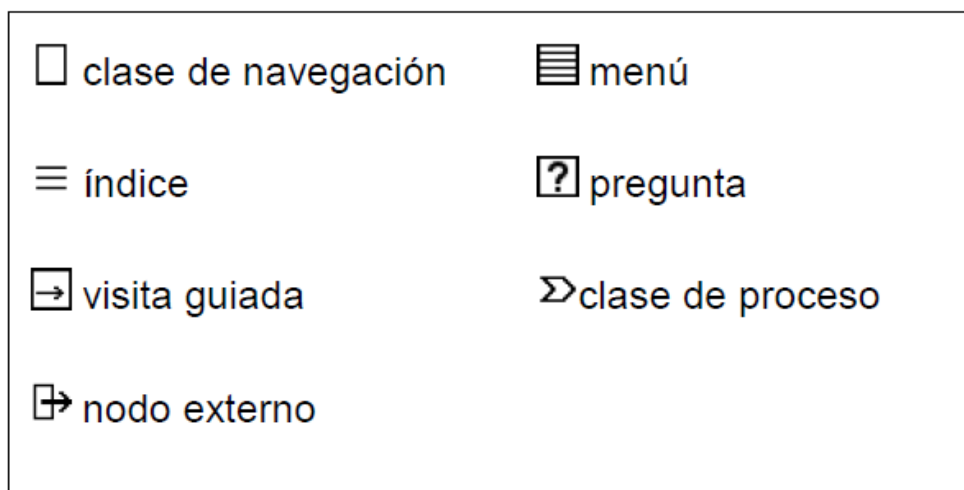 clase de navegación
menú
índice
? pregunta
visita guiada
clase de proceso
nodo externo